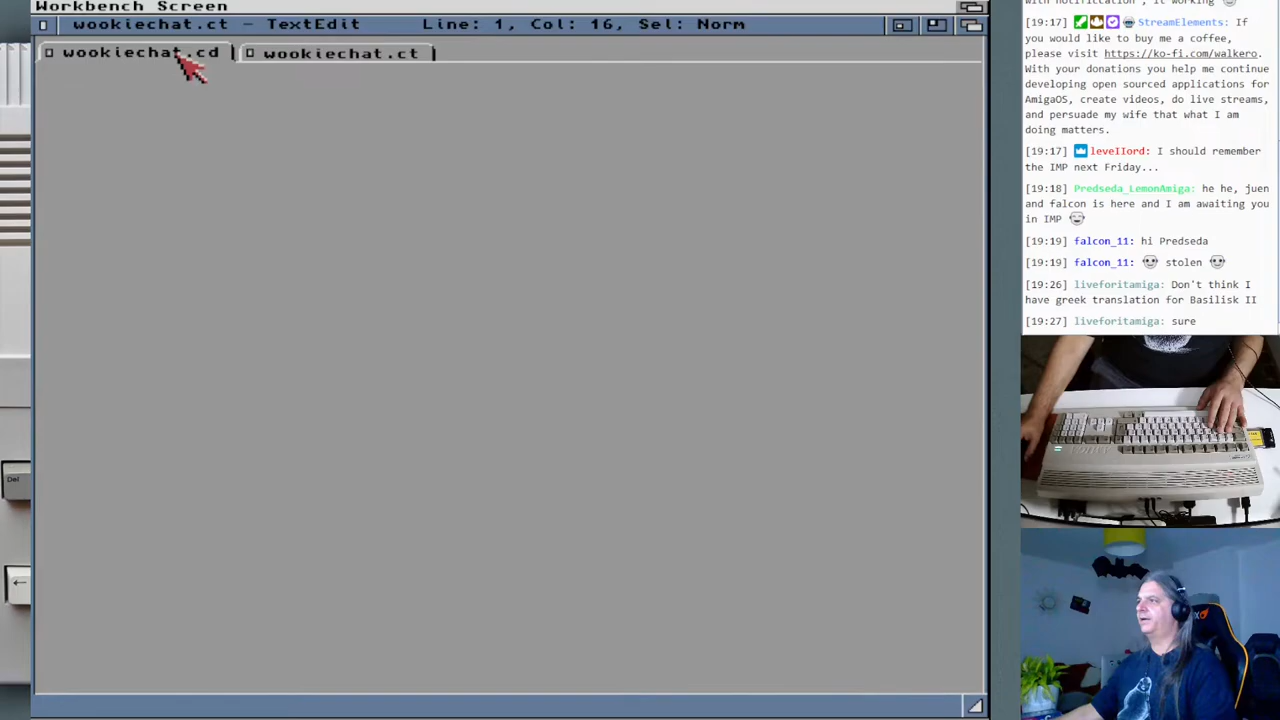 Workbench Screen
wookiechat.ct - TextEdit Line: 1, Col: 16, Sel: Norm
wookiechat.cd
wookiechat.ct
[19:17] StreamElements: If
you would like to buy me a coffee,
please visit https://ko-fi.com/walkero.
With your donations you help me continue
developing open sourced applications for
AmigaOS, create videos, do live streams,
and persuade my wife that what I am
doing matters.
[19:17] leveIIord: I should remember
the IMP next Friday...
[19:18] Predseda_LemonAmiga: he he, juen
and falcon is here and I am awaiting you
in IMP
[19:19] falcon_11: hi Predseda
[19:19] falcon_11: stolen
[19:26] liveforitamiga: Don't think I
have greek translation for Basilisk II
[19:27] liveforitamiga: sure
Del